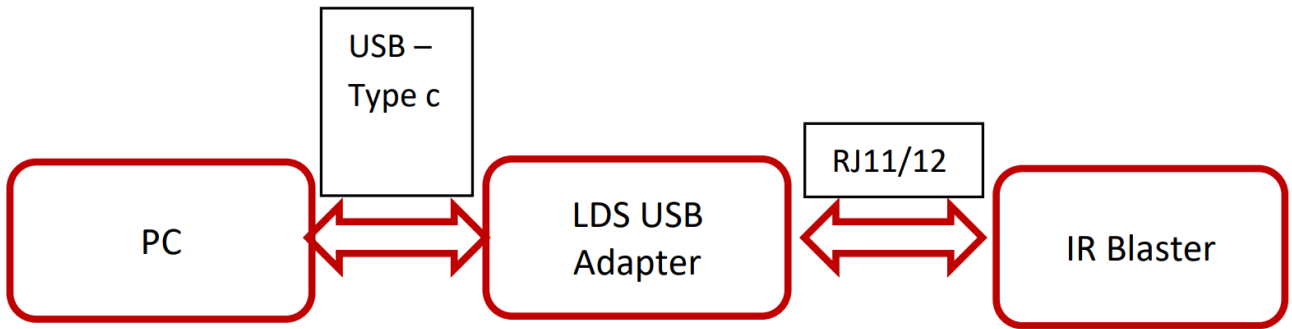 USB –
Type c
RJ11/12
PC
LDS USB
Adapter
IR Blaster